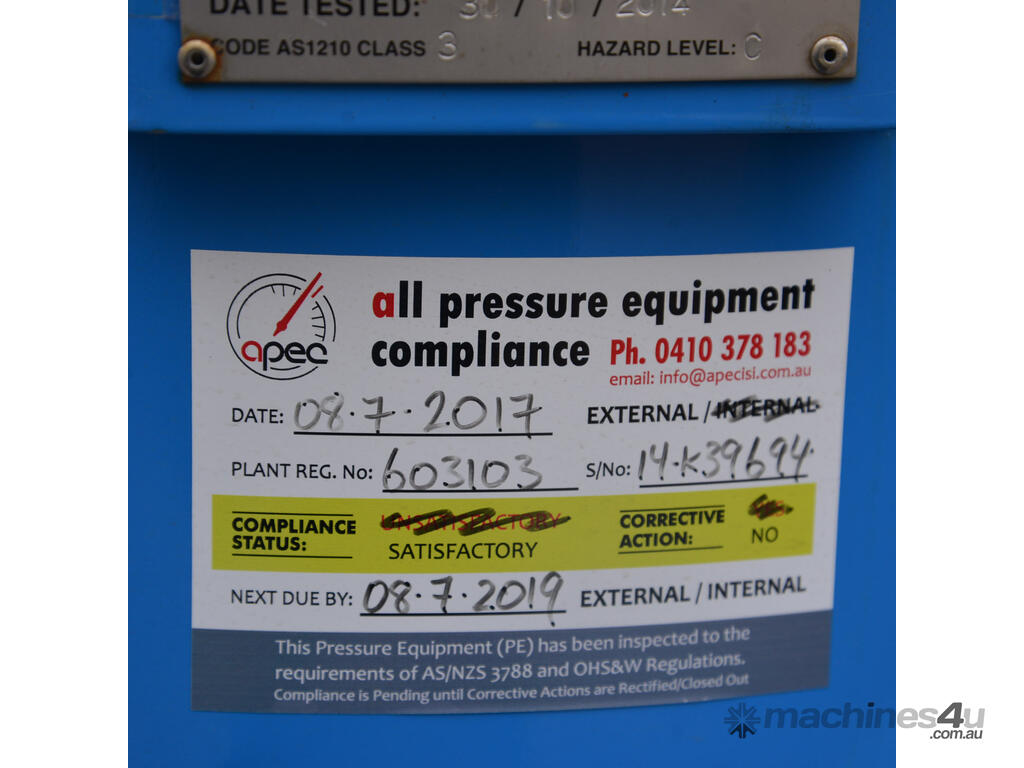 DATE TESTED: 30 / 10 / 2014
CODE AS1210 CLASS 3 HAZARD LEVEL: C
apec
all pressure equipment
compliance Ph. 0410 378 183
email: info@apecisi.com.au
DATE: 08.7.2017 EXTERNAL / INTERNAL
PLANT REG. No: 603103 S/No: 14.K39694.
COMPLIANCE STATUS: UNSATISFACTORY SATISFACTORY
CORRECTIVE ACTION: YES NO
NEXT DUE BY: 08.7.2019 EXTERNAL / INTERNAL
This Pressure Equipment (PE) has been inspected to the
requirements of AS/NZS 3788 and OHS&W Regulations.
Compliance is Pending until Corrective Actions are Rectified/Closed Out
machines4u
.com.au